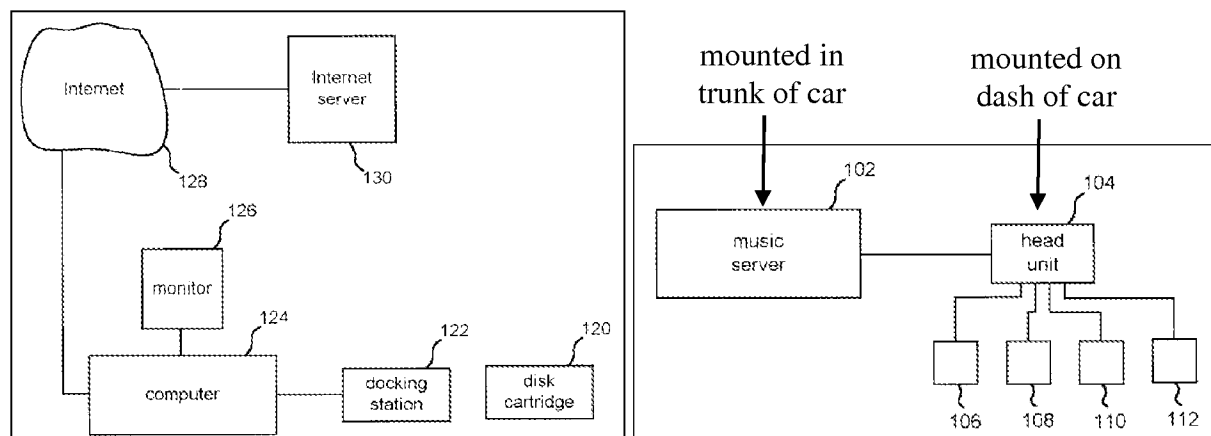 Internet
128
Internet
server
130
126
monitor
124
computer
122
docking
station
120
disk
cartridge
mounted in
trunk of car
mounted on
dash of car
102
music
server
104
head
unit
106
108
110
112